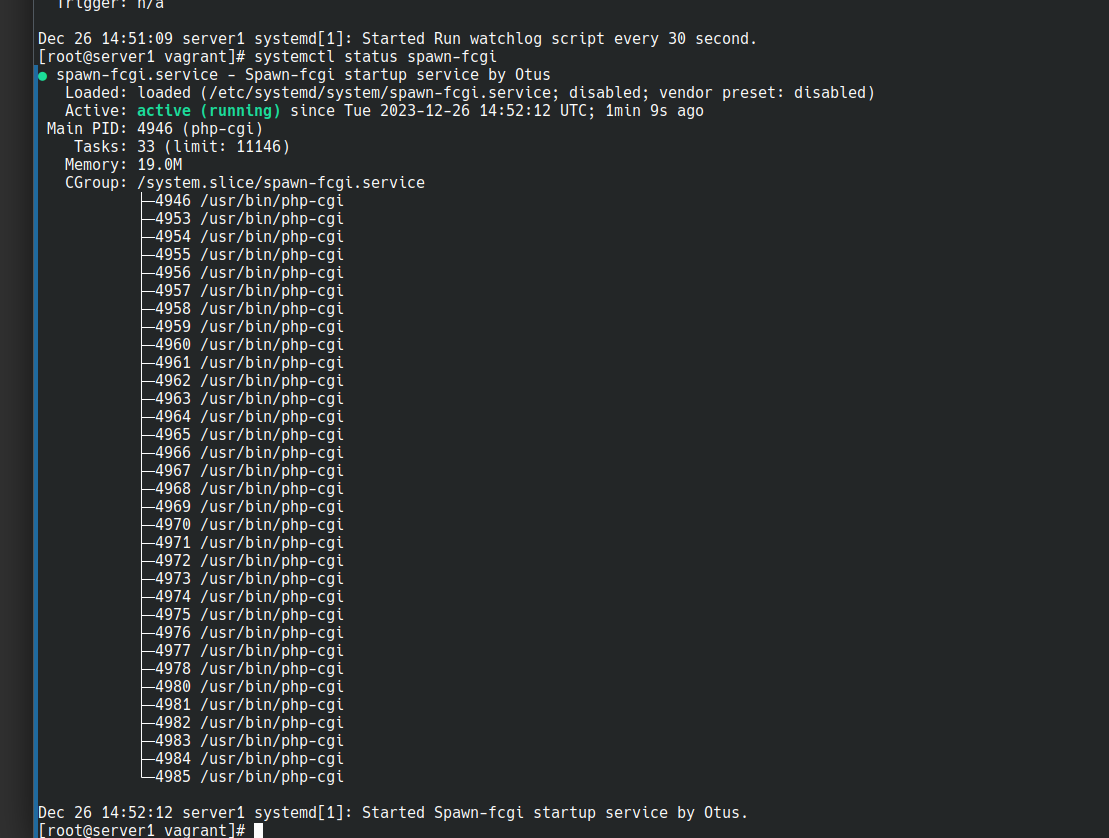 Trigger: n/a
Dec 26 14:51:09 server1 systemd[1]: Started Run watchlog script every 30 second.
[root@server1 vagrant]# systemctl status spawn-fcgi
● spawn-fcgi.service - Spawn-fcgi startup service by Otus
   Loaded: loaded (/etc/systemd/system/spawn-fcgi.service; disabled; vendor preset: disabled)
   Active: active (running) since Tue 2023-12-26 14:52:12 UTC; 1min 9s ago
 Main PID: 4946 (php-cgi)
    Tasks: 33 (limit: 11146)
   Memory: 19.0M
   CGroup: /system.slice/spawn-fcgi.service
           ├─4946 /usr/bin/php-cgi
           ├─4953 /usr/bin/php-cgi
           ├─4954 /usr/bin/php-cgi
           ├─4955 /usr/bin/php-cgi
           ├─4956 /usr/bin/php-cgi
           ├─4957 /usr/bin/php-cgi
           ├─4958 /usr/bin/php-cgi
           ├─4959 /usr/bin/php-cgi
           ├─4960 /usr/bin/php-cgi
           ├─4961 /usr/bin/php-cgi
           ├─4962 /usr/bin/php-cgi
           ├─4963 /usr/bin/php-cgi
           ├─4964 /usr/bin/php-cgi
           ├─4965 /usr/bin/php-cgi
           ├─4966 /usr/bin/php-cgi
           ├─4967 /usr/bin/php-cgi
           ├─4968 /usr/bin/php-cgi
           ├─4969 /usr/bin/php-cgi
           ├─4970 /usr/bin/php-cgi
           ├─4971 /usr/bin/php-cgi
           ├─4972 /usr/bin/php-cgi
           ├─4973 /usr/bin/php-cgi
           ├─4974 /usr/bin/php-cgi
           ├─4975 /usr/bin/php-cgi
           ├─4976 /usr/bin/php-cgi
           ├─4977 /usr/bin/php-cgi
           ├─4978 /usr/bin/php-cgi
           ├─4980 /usr/bin/php-cgi
           ├─4981 /usr/bin/php-cgi
           ├─4982 /usr/bin/php-cgi
           ├─4983 /usr/bin/php-cgi
           ├─4984 /usr/bin/php-cgi
           └─4985 /usr/bin/php-cgi
Dec 26 14:52:12 server1 systemd[1]: Started Spawn-fcgi startup service by Otus.
[root@server1 vagrant]#